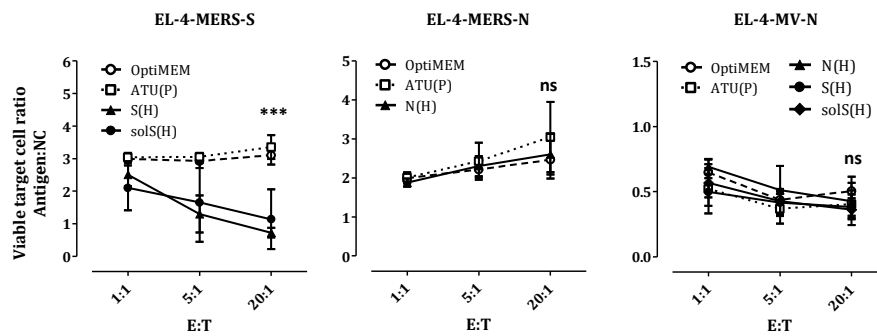 EL-4-MERS-S
EL-4-MERS-N
EL-4-MV-N
Viable target cell ratio
Antigen:NC
6
5
4
3
2
1
0
OptiMEM
ATU(P)
S(H)
solS(H)
***
1:1
5:1
20:1
E:T
5
4
3
2
1
0
OptiMEM
ATU(P)
N(H)
ns
1:1
5:1
20:1
E:T
1.5
1.0
0.5
0.0
OptiMEM
ATU(P)
N(H)
S(H)
solS(H)
ns
1:1
5:1
20:1
E:T